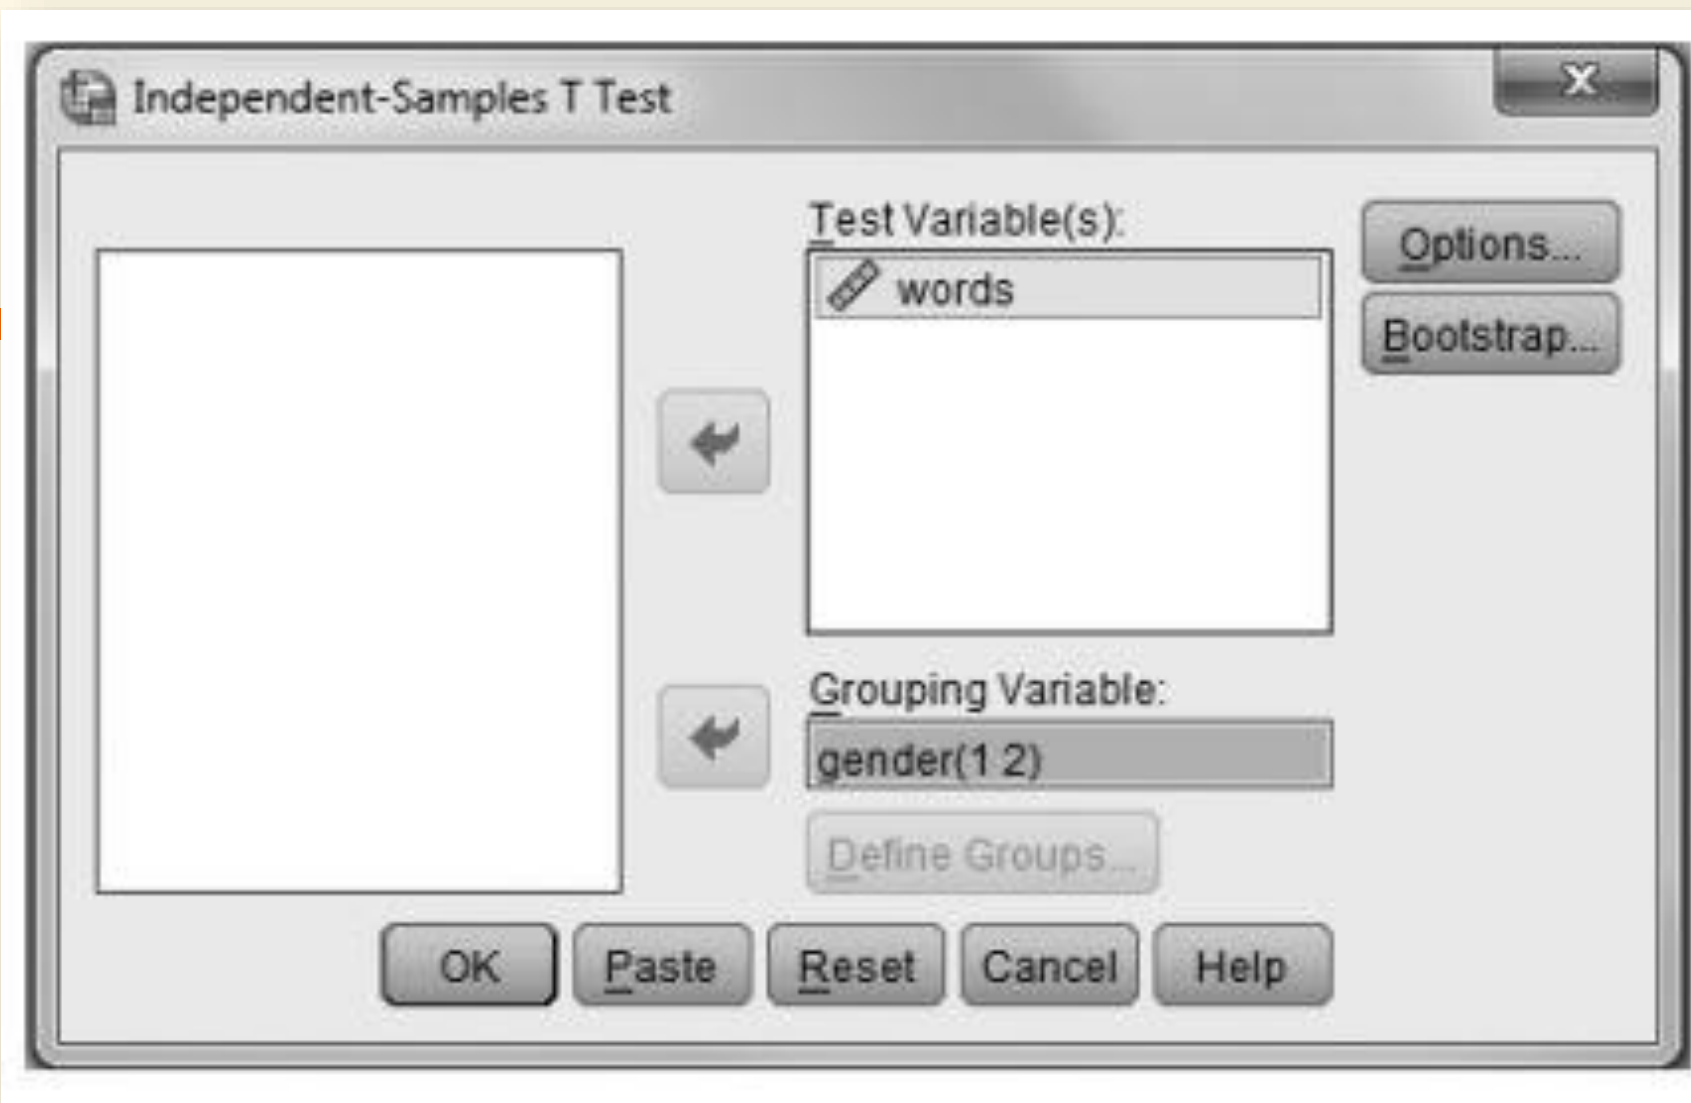 Independent-Samples T Test
Test Variable(s):
words
Options...
Bootstrap...
Grouping Variable:
gender(1 2)
Define Groups...
OK
Paste
Reset
Cancel
Help